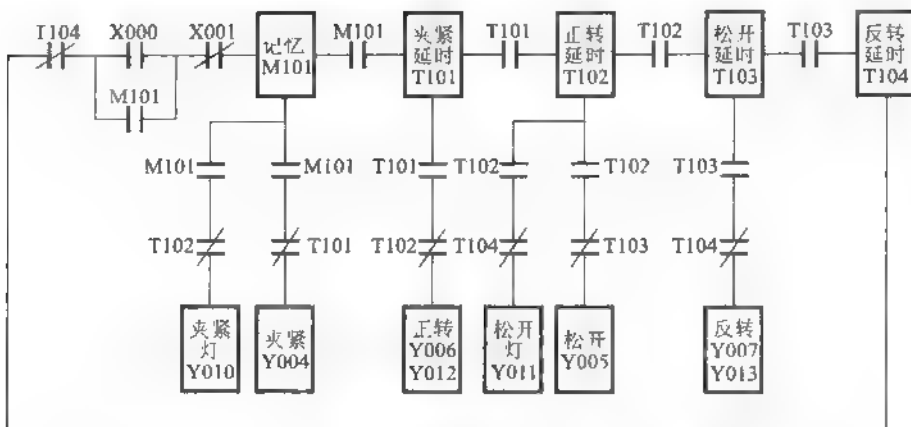 T104
X000
M101
X001
记忆
M101
M101
夹紧
延时
T101
T101
正转
延时
T102
T102
松开
延时
T103
T103
反转
延时
T104
M101
M101
T101
T102
T102
T103
T102
T101
T102
T104
T103
T104
夹紧
灯
Y010
夹紧
Y004
正转
Y006
Y012
松开
灯
Y011
松开
Y005
反转
Y007
Y013